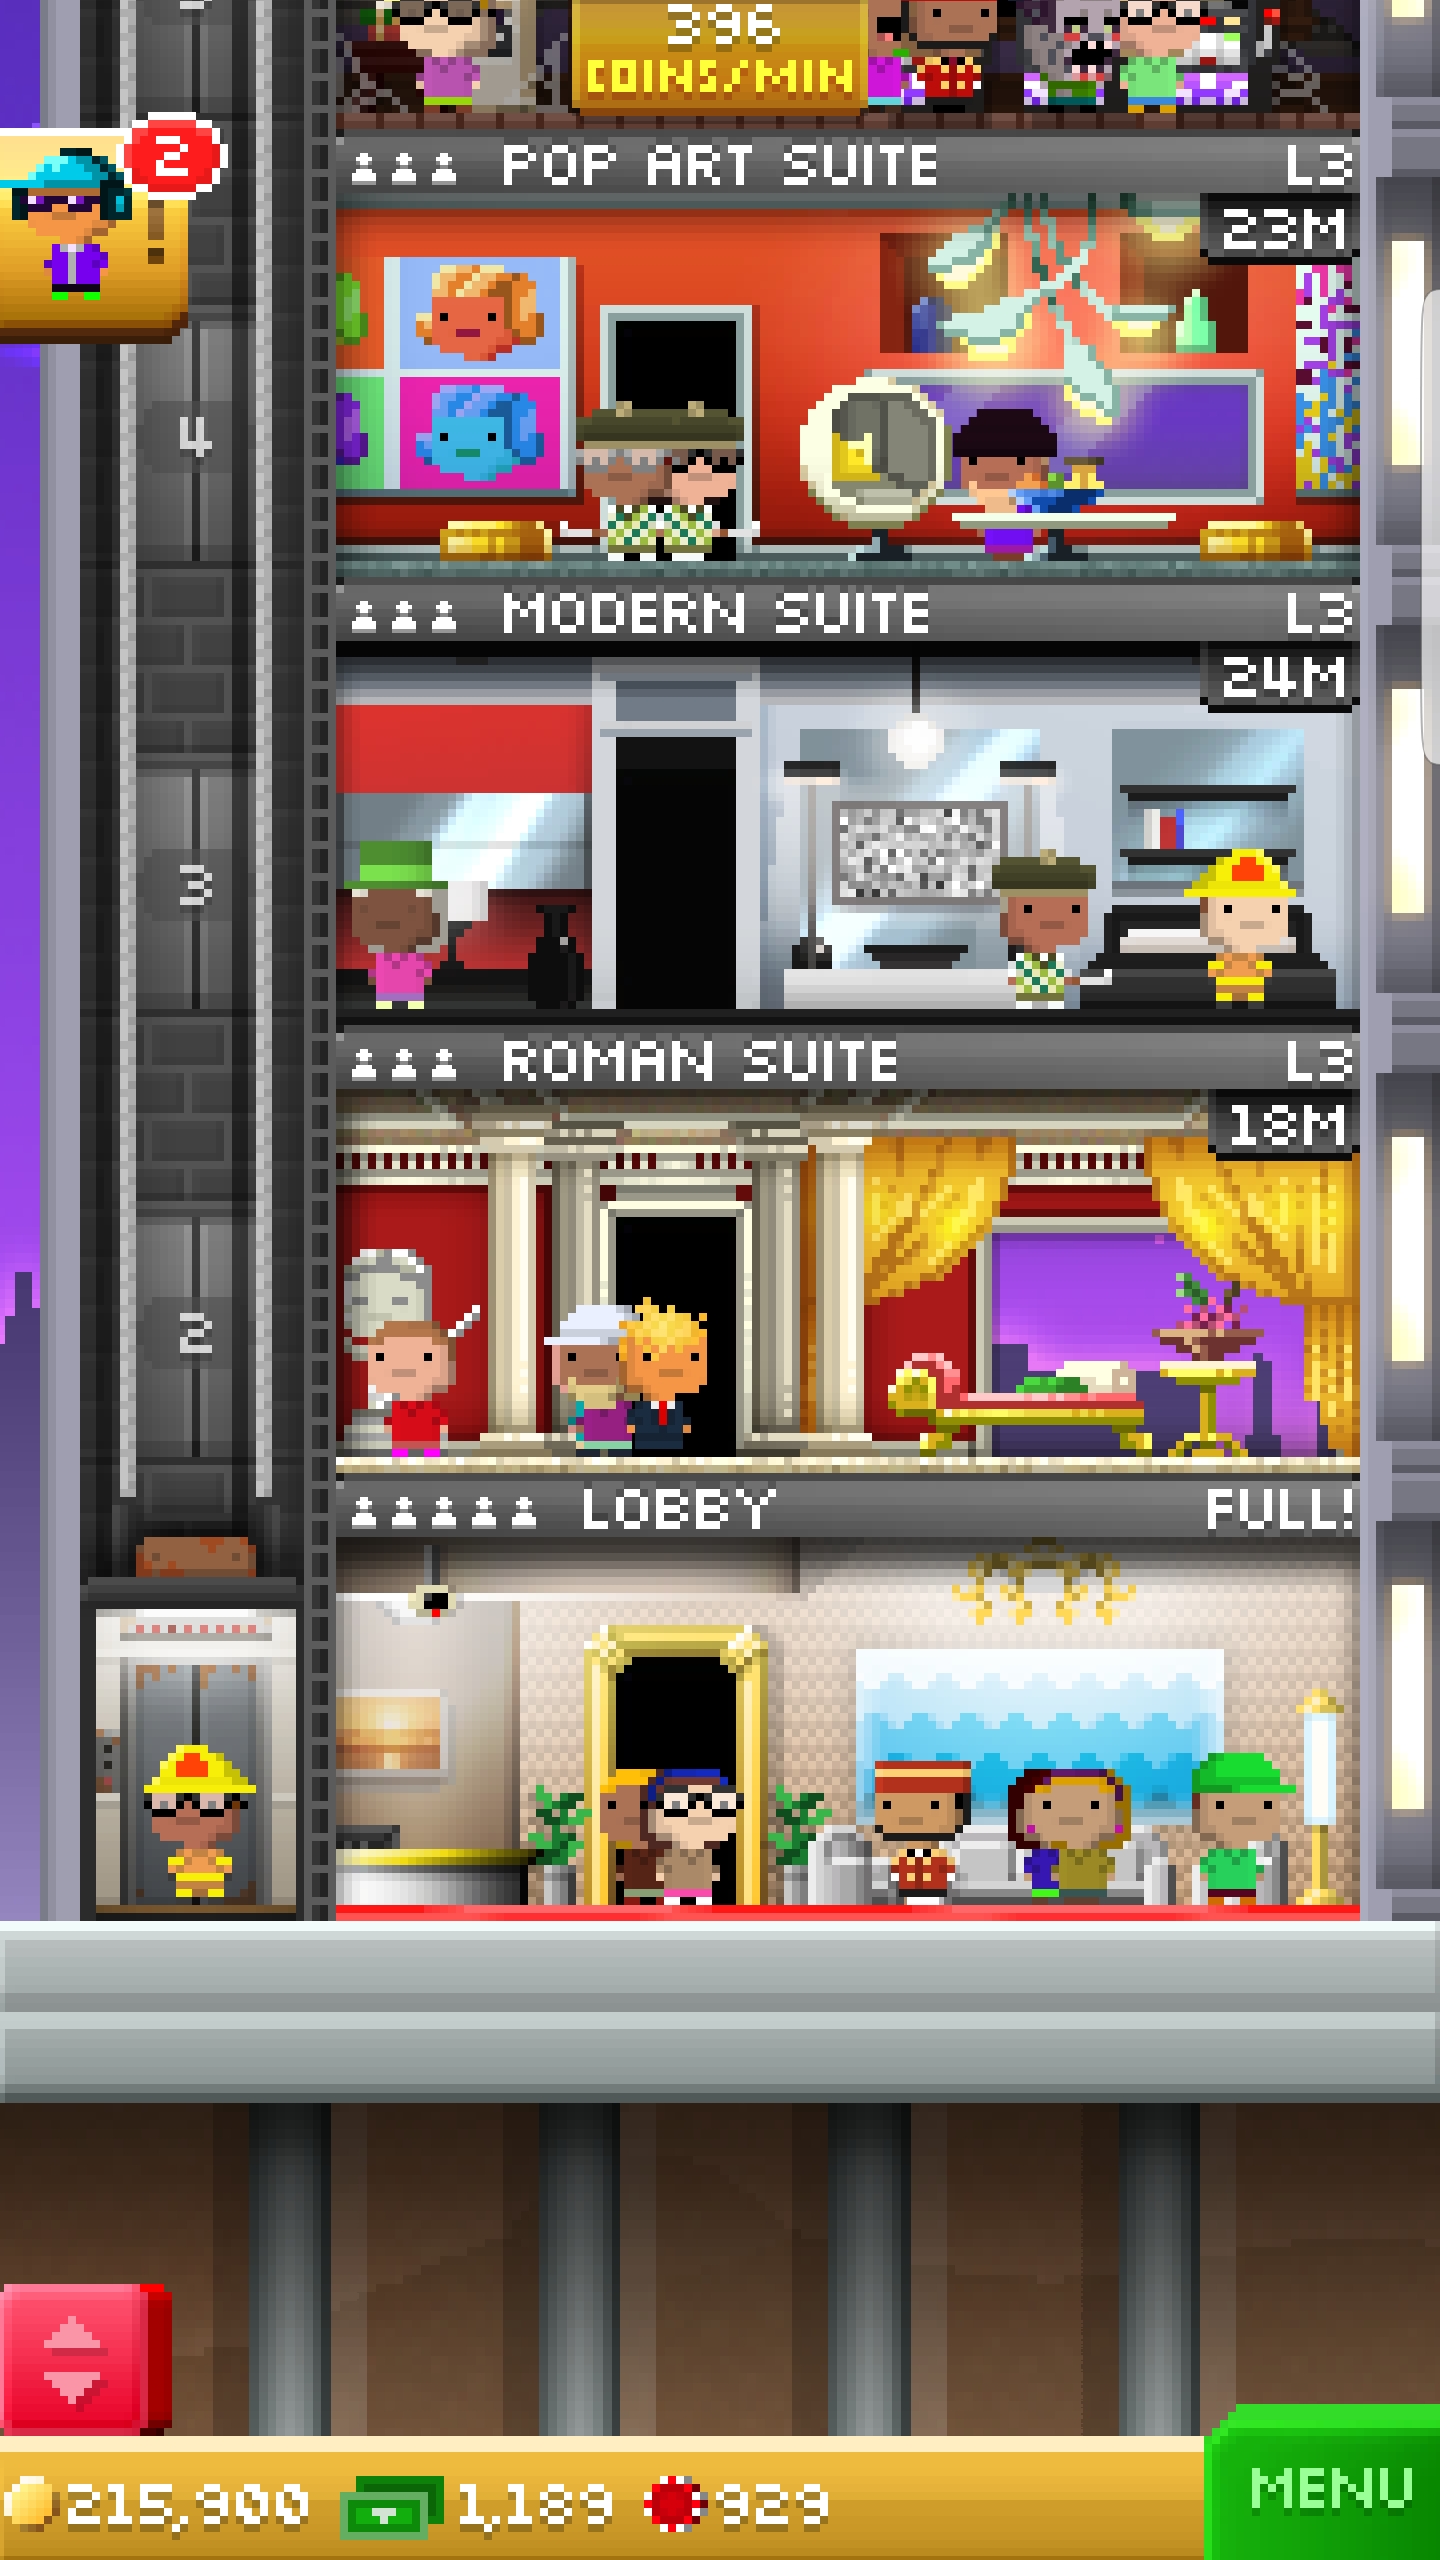 396
COINS/MIN
2
!
POP ART SUITE L3
23M
4
MODERN SUITE L3
24M
3
ROMAN SUITE L3
18M
2
LOBBY FULL!
215,900 1,189 929
MENU